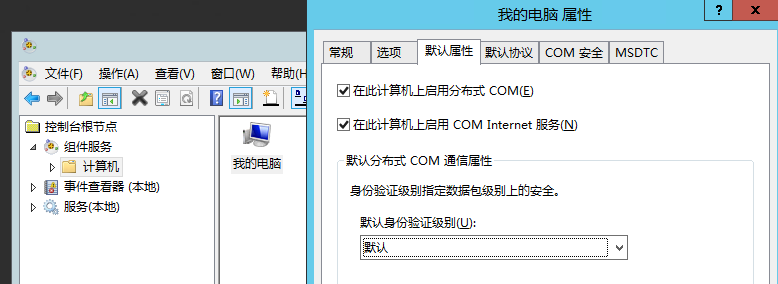 文件(F) 操作(A) 查看(V) 窗口(W) 帮助(H
控制台根节点
组件服务
计算机
事件查看器 (本地)
服务(本地)
我的电脑
我的电脑 属性
常规 选项 默认属性 默认协议 COM 安全 MSDTC
在此计算机上启用分布式 COM(E)
在此计算机上启用 COM Internet 服务(N)
默认分布式 COM 通信属性
身份验证级别指定数据包级别上的安全。
默认身份验证级别(U):
默认